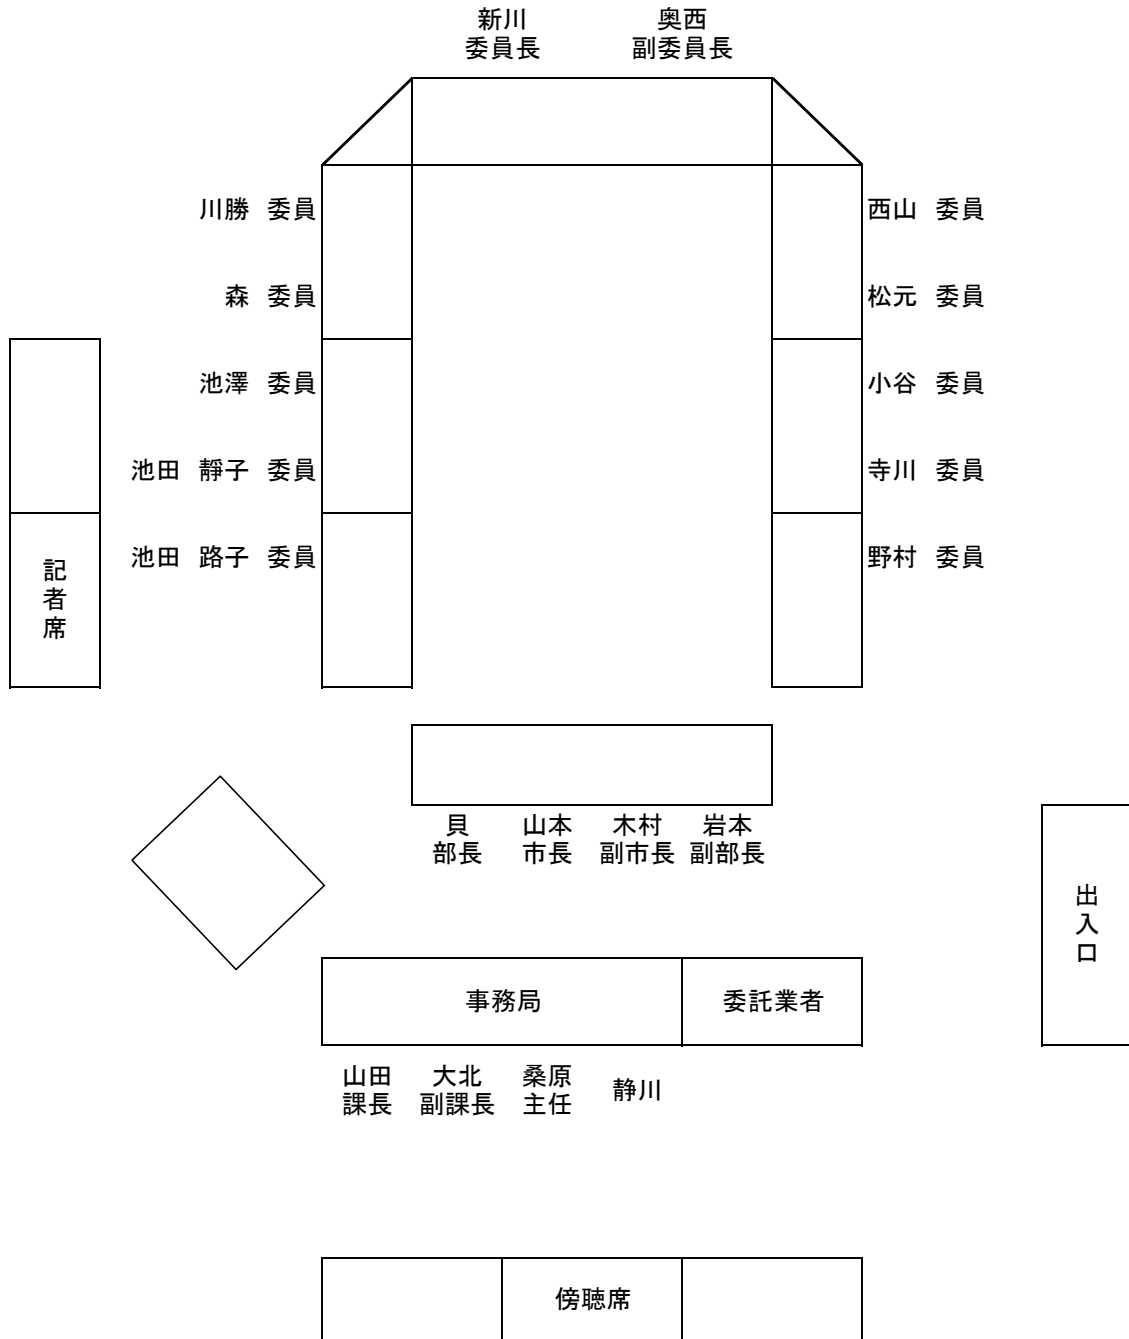 新川 奥西
委員長 副委員長
川勝 委員 西山 委員
森 委員 松元 委員
池澤 委員 小谷 委員
池田 靜子 委員 寺川 委員
池田 路子 委員 野村 委員
記者席
貝 山本 木村 岩本
部長 市長 副市長 副部長
出入口
事務局 委託業者
山田 大北 桑原 静川
課長 副課長 主任
傍聴席